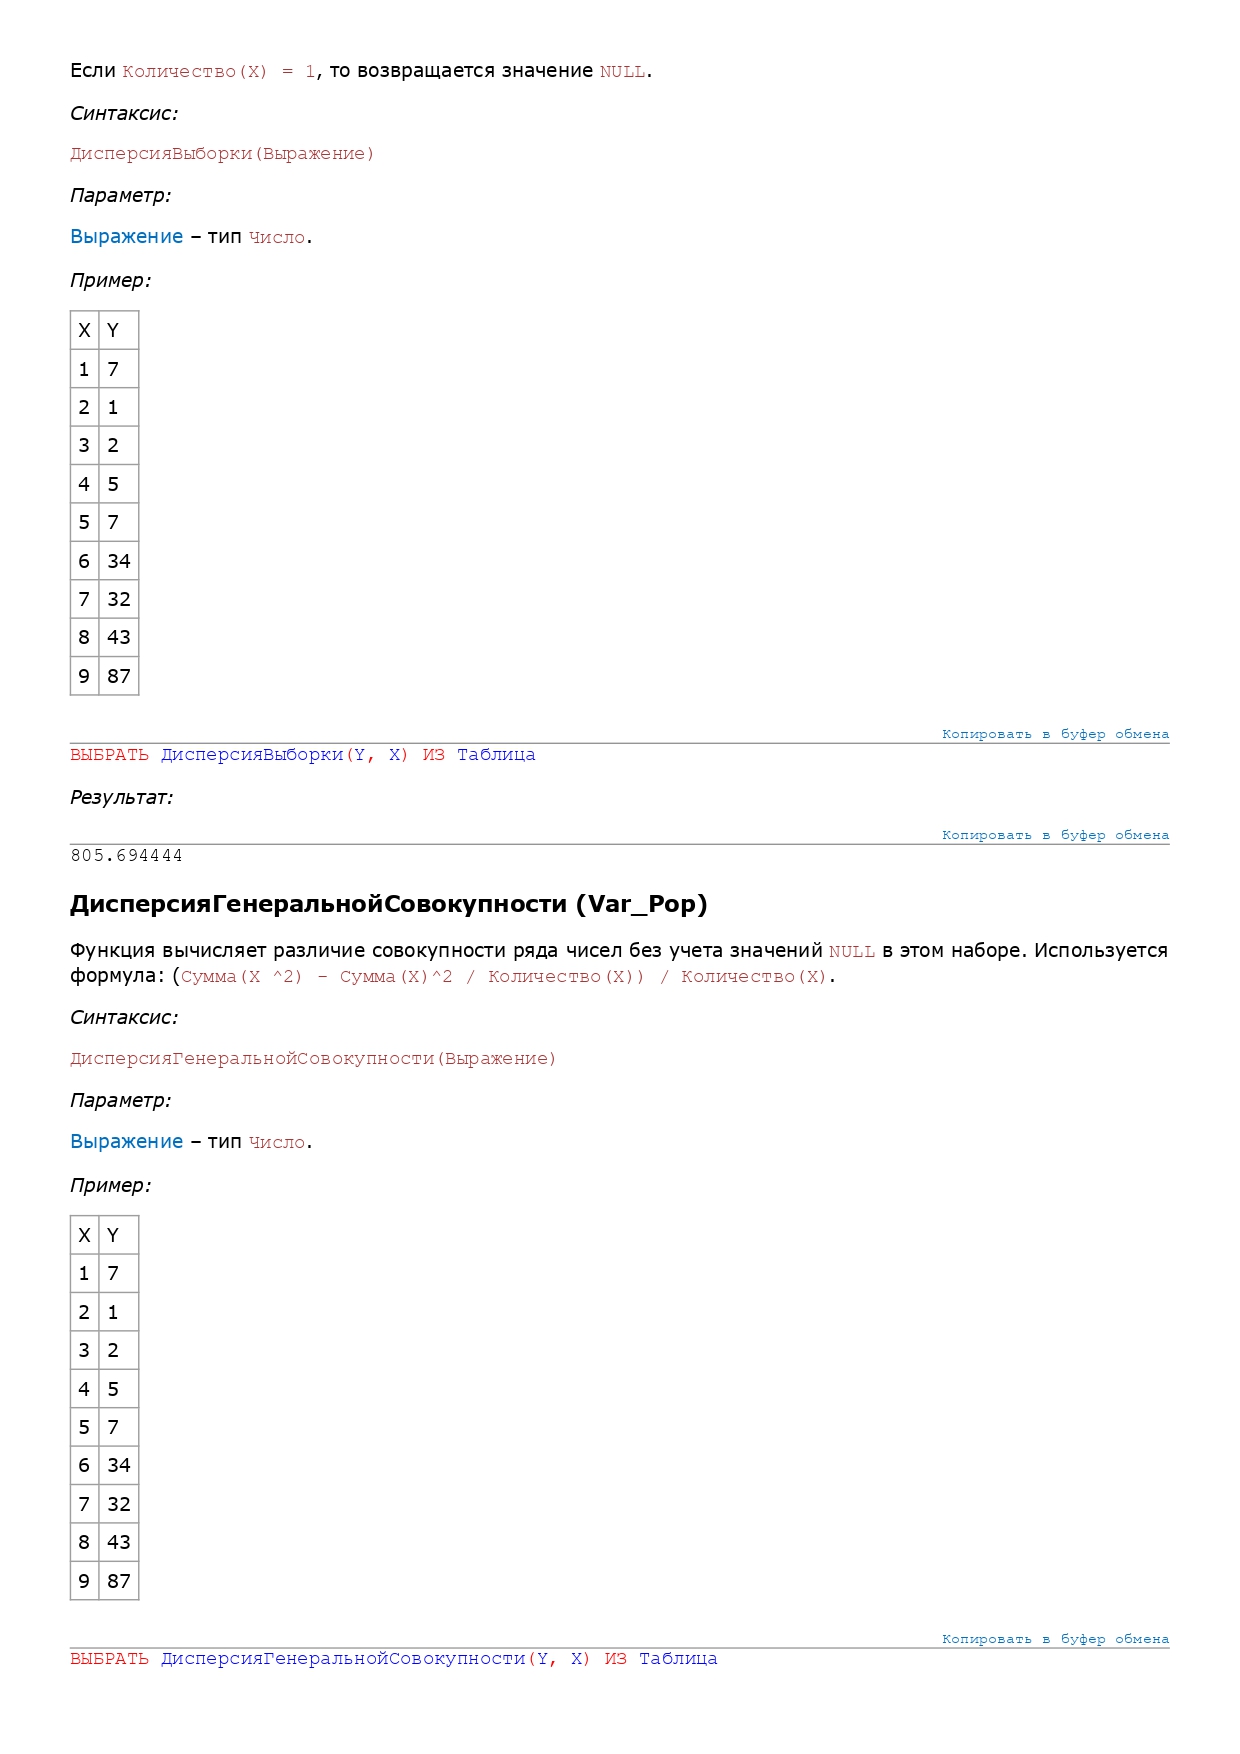 Если Количество(X) = 1, то возвращается значение NULL.
Синтаксис:
ДисперсияВыборки(Выражение)
Параметр:
Выражение – тип Число.
Пример:
X Y
1 7
2 1
3 2
4 5
5 7
6 34
7 32
8 43
9 87
Копировать в буфер обмена
ВЫБРАТЬ ДисперсияВыборки(Y, X) ИЗ Таблица
Результат:
Копировать в буфер обмена
805.694444
ДисперсияГенеральнойСовокупности (Var_Pop)
Функция вычисляет различие совокупности ряда чисел без учета значений NULL в этом наборе. Используется
формула: (Сумма(X ^2) - Сумма(X)^2 / Количество(X)) / Количество(X).
Синтаксис:
ДисперсияГенеральнойСовокупности(Выражение)
Параметр:
Выражение – тип Число.
Пример:
X Y
1 7
2 1
3 2
4 5
5 7
6 34
7 32
8 43
9 87
Копировать в буфер обмена
ВЫБРАТЬ ДисперсияГенеральнойСовокупности(Y, X) ИЗ Таблица